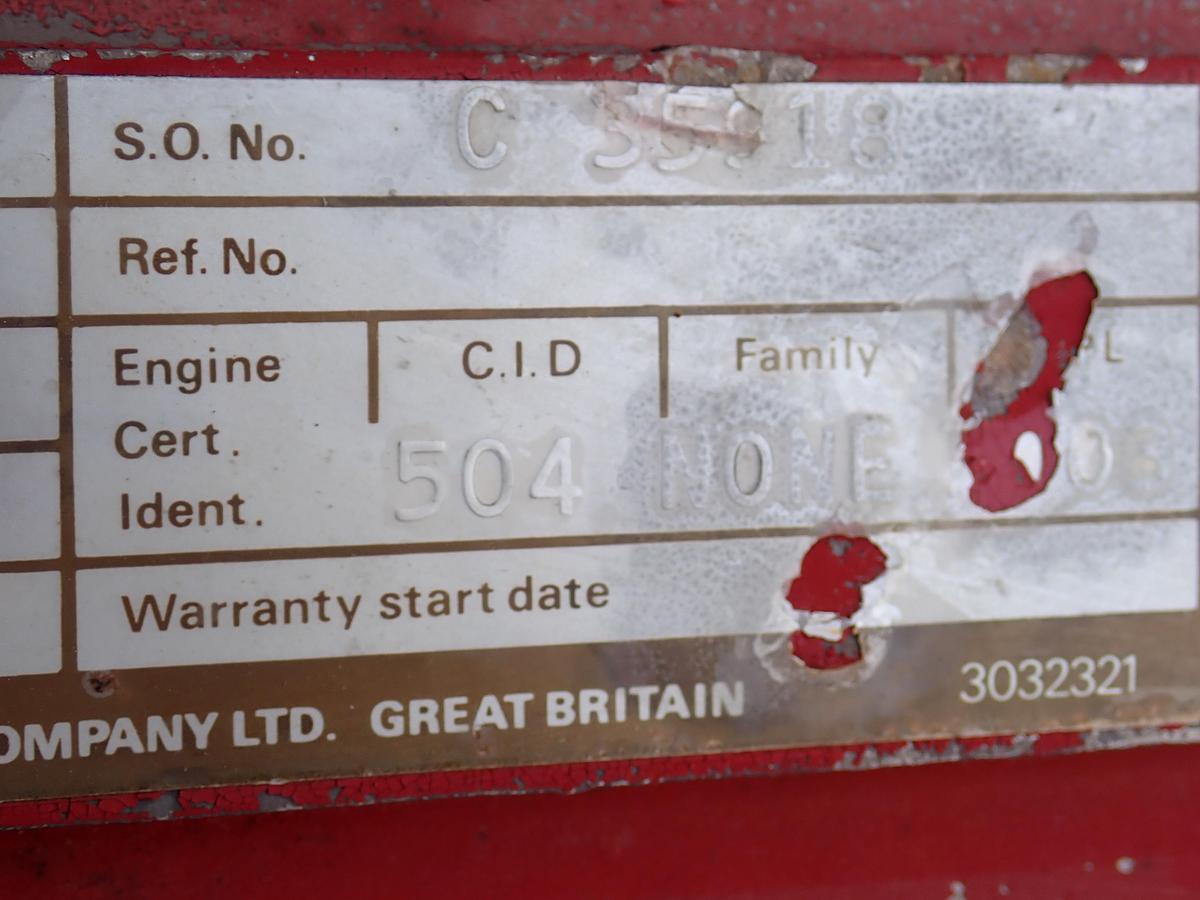 S.O. No. C
Ref. No.
Engine C.I.D Family
Cert. 504 NONE
Ident.
Warranty start date
OMPANY LTD. GREAT BRITAIN 3032321